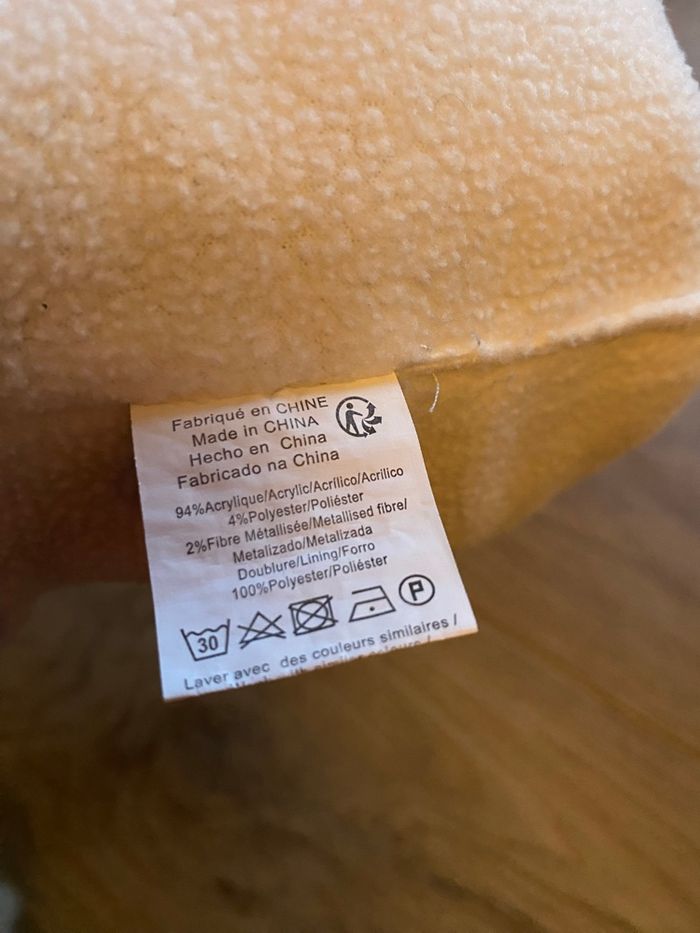 Fabriqué en CHINE
Made in CHINA
Hecho en China
Fabricado na China
94%Acrylique/Acrylic/Acrílico/Acrilico
4%Polyester/Poliéster
2%Fibre Métallisée/Metallised fibre/
Metalizado/Metalizada
Doublure/Lining/Forro
100%Polyester/Poliéster
30 P
Laver avec des couleurs similaires /